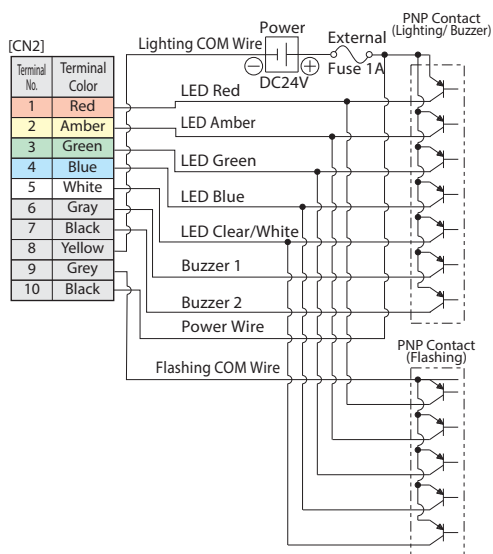 PNP Contact
(Lighting/ Buzzer)
Power
External
Fuse 1A
Lighting COM Wire
DC24V
[CN2]
Terminal No. Terminal Color
1 Red
2 Amber
3 Green
4 Blue
5 White
6 Gray
7 Black
8 Yellow
9 Grey
10 Black
LED Red
LED Amber
LED Green
LED Blue
LED Clear/White
Buzzer 1
Buzzer 2
Power Wire
Flashing COM Wire
PNP Contact
(Flashing)